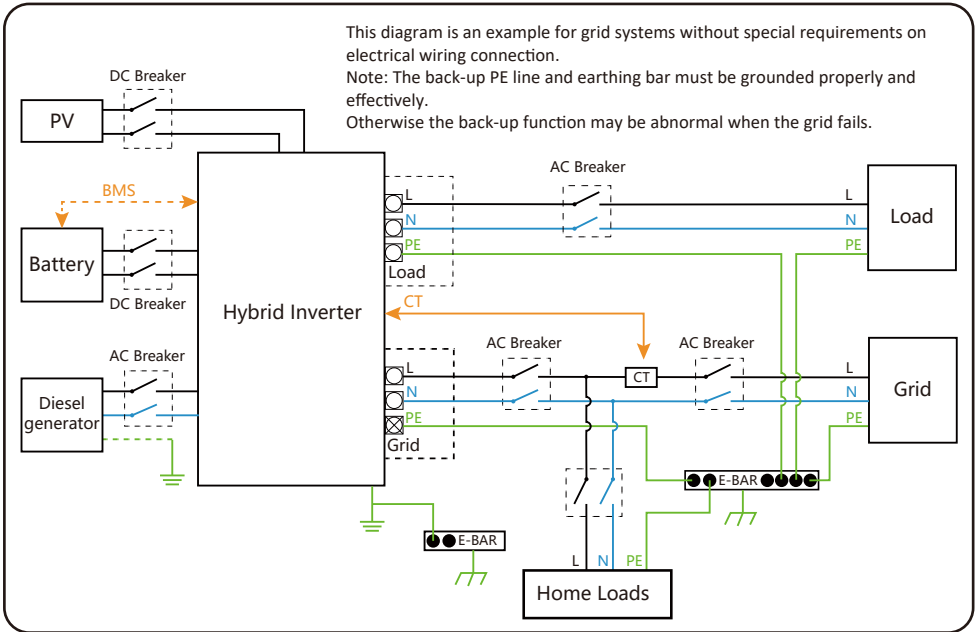 This diagram is an example for grid systems without special requirements on
electrical wiring connection.
Note: The back-up PE line and earthing bar must be grounded properly and
effectively.
Otherwise the back-up function may be abnormal when the grid fails.
DC Breaker
PV
BMS
Battery
DC Breaker
AC Breaker
Diesel
generator
Hybrid Inverter
L
N
PE
Load
AC Breaker
L
N
PE
Load
CT
AC Breaker
CT
AC Breaker
L
N
PE
Grid
L
N
PE
Grid
E-BAR
E-BAR
L
N
PE
Home Loads